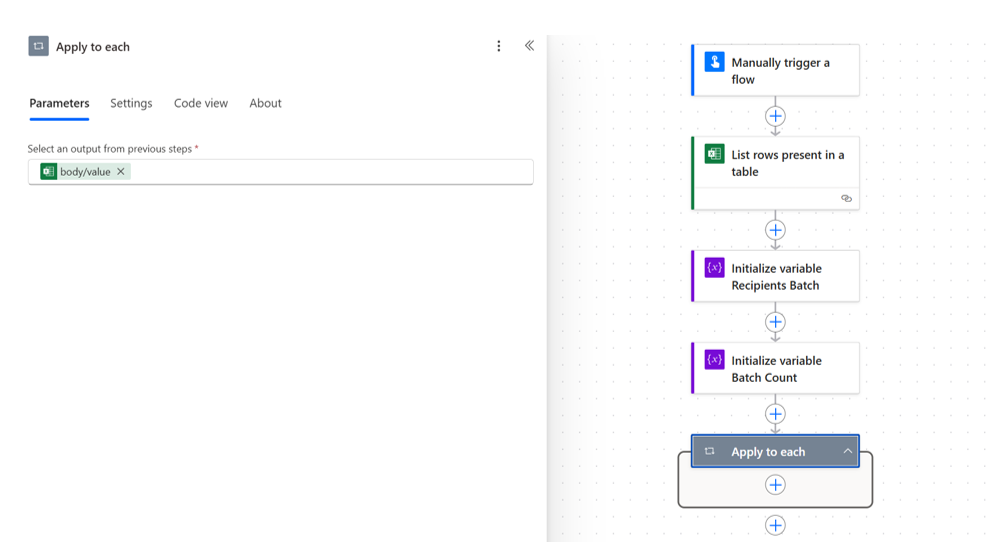 Apply to each
Parameters Settings Code view About
Select an output from previous steps *
body/value
Manually trigger a
flow
List rows present in a
table
{x} Initialize variable
Recipients Batch
{x} Initialize variable
Batch Count
Apply to each